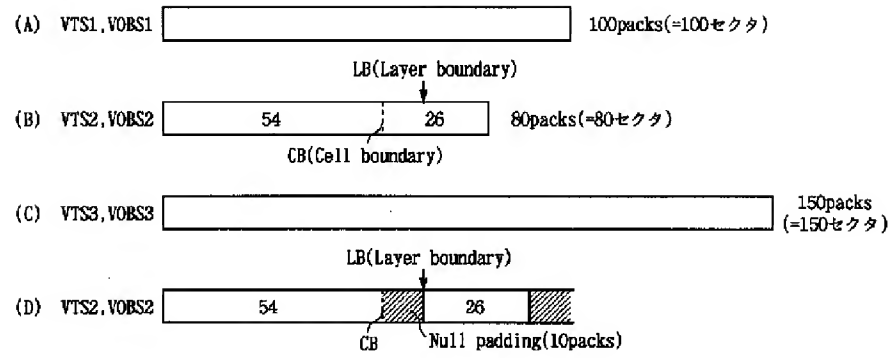 (A) VTS1,VOBS1 100packs(=100セクタ)
LB(Layer boundary)
(B) VTS2,VOBS2 54 26 80packs(=80セクタ)
CB(Cell boundary)
(C) VTS3,VOBS3 150packs
(=150セクタ)
LB(Layer boundary)
(D) VTS2,VOBS2 54 26
CB Null padding(10packs)